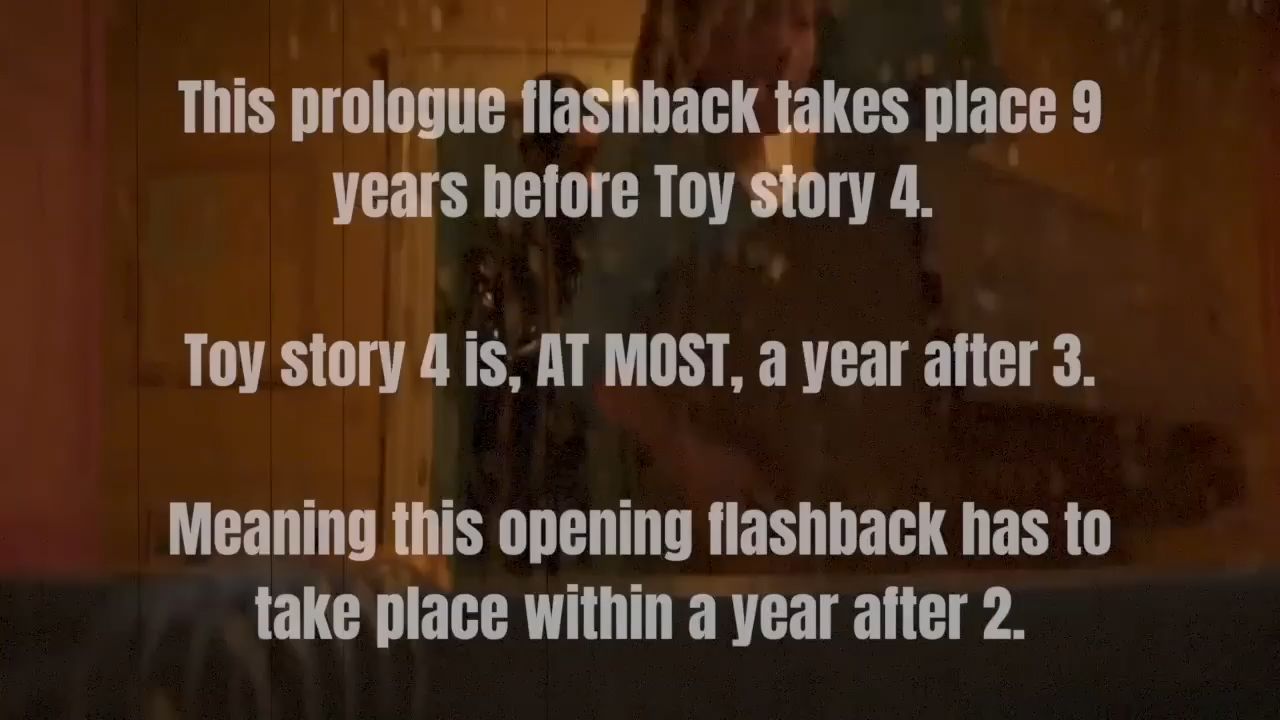 This prologue flashback takes place 9
years before Toy story 4.
Toy story 4 is, AT MOST, a year after 3.
Meaning this opening flashback has to
take place within a year after 2.